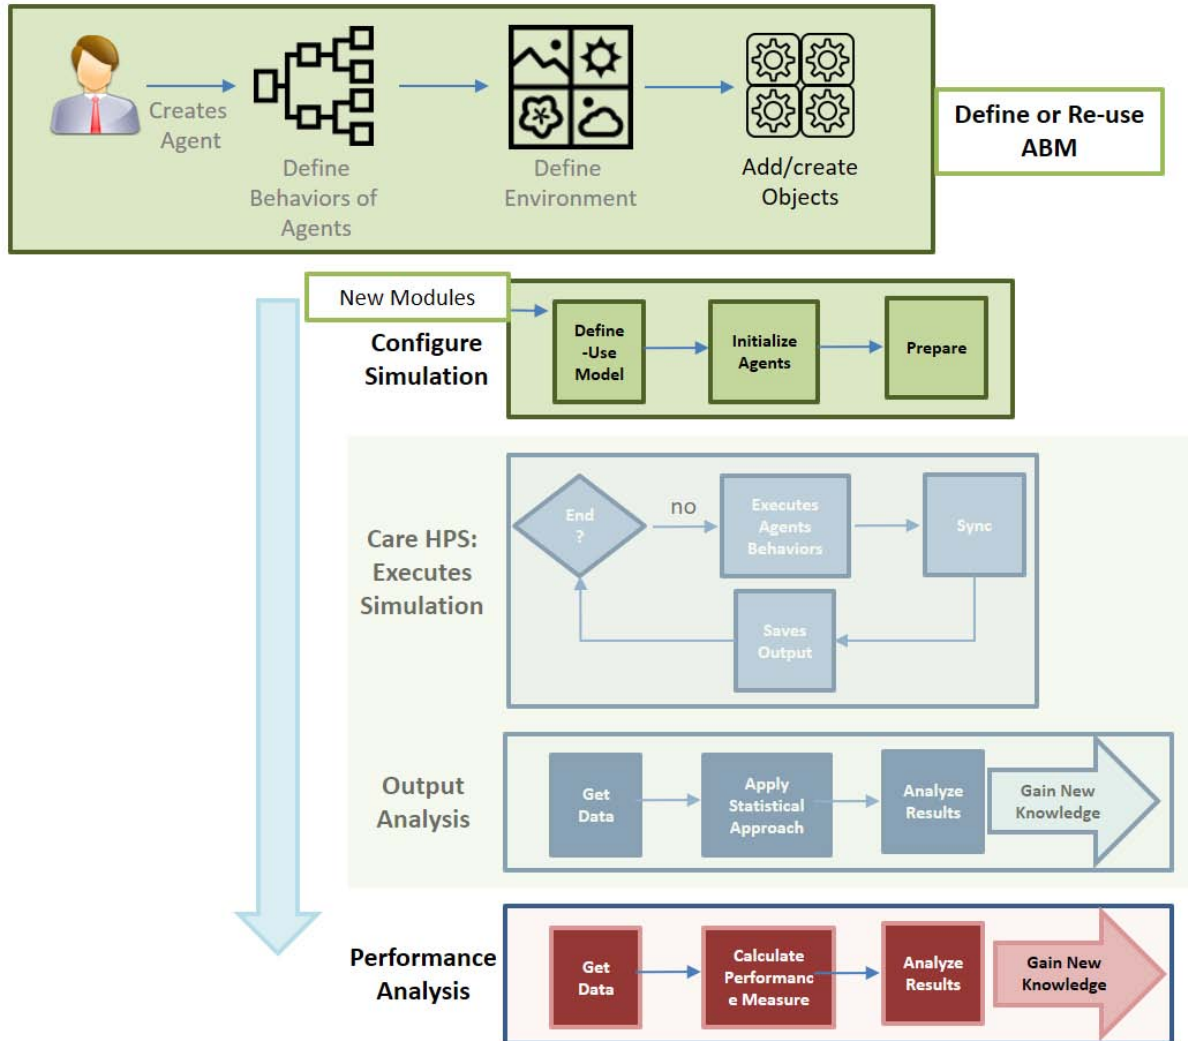 Creates
Agent
Define
Behaviors of
Agents
Define
Environment
Add/create
Objects
Define or Re-use
ABM
New Modules
Configure
Simulation
Define
-Use
Model
Initialize
Agents
Prepare
Care HPS:
Executes
Simulation
End
?
no
Executes
Agents
Behaviors
Sync
Saves
Output
Output
Analysis
Get
Data
Apply
Statistical
Approach
Analyze
Results
Gain New
Knowledge
Performance
Analysis
Get
Data
Calculate
Performanc
e Measure
Analyze
Results
Gain New
Knowledge